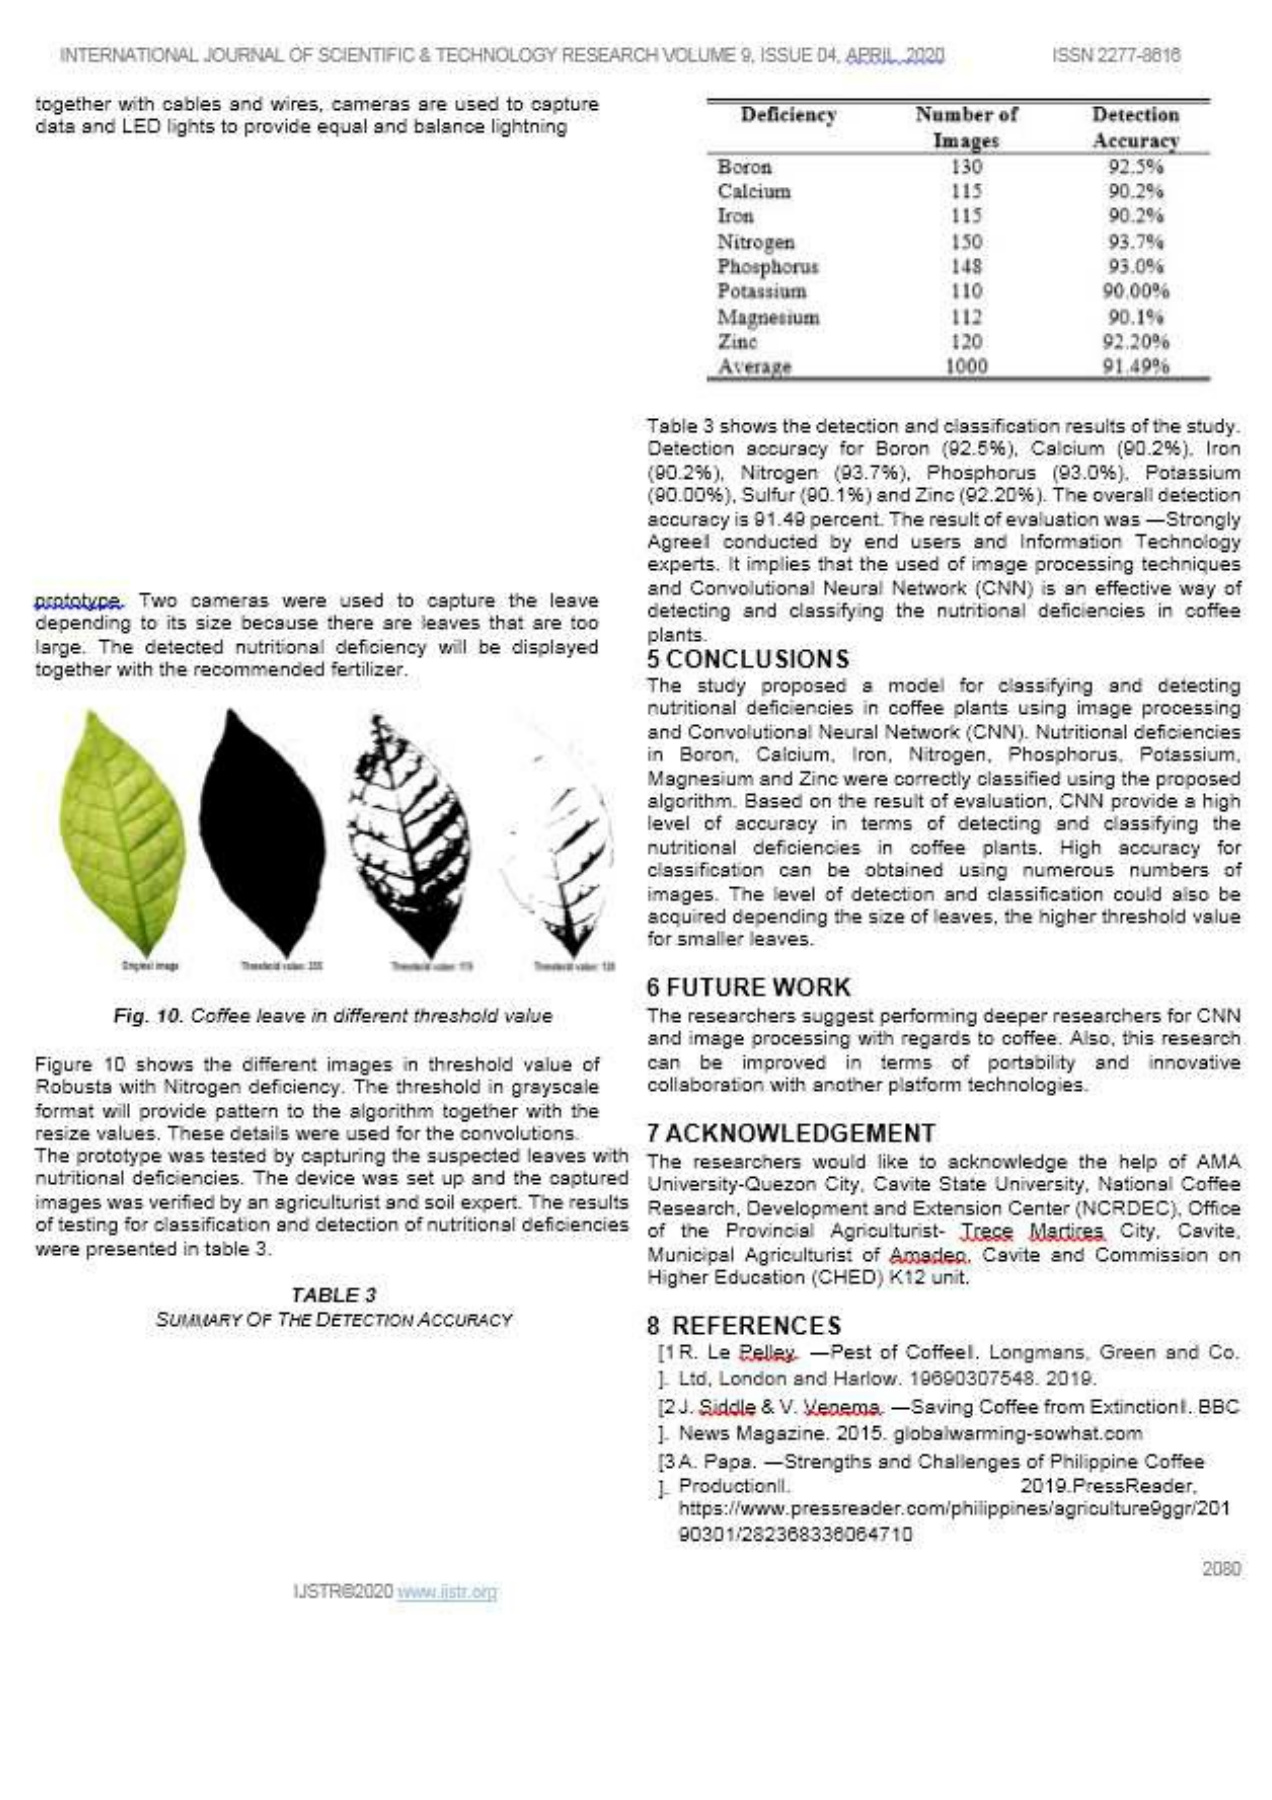 INTERNATIONAL JOURNAL OF SCIENTIFIC & TECHNOLOGY RESEARCH VOLUME 9, ISSUE 04, APRIL 2020 ISSN 2277-8616
together with cables and wires, cameras are used to capture
data and LED lights to provide equal and balance lightning
prototype. Two cameras were used to capture the leave
depending to its size because there are leaves that are too
large. The detected nutritional deficiency will be displayed
together with the recommended fertilizer.
Original image Threshold value: 255 Threshold value: 115 Threshold value: 128
Fig. 10. Coffee leave in different threshold value
Figure 10 shows the different images in threshold value of
Robusta with Nitrogen deficiency. The threshold in grayscale
format will provide pattern to the algorithm together with the
resize values. These details were used for the convolutions.
The prototype was tested by capturing the suspected leaves with
nutritional deficiencies. The device was set up and the captured
images was verified by an agriculturist and soil expert. The results
of testing for classification and detection of nutritional deficiencies
were presented in table 3.
TABLE 3
SUMMARY OF THE DETECTION ACCURACY
Deficiency Number of Detection
Images Accuracy
Boron 130 92.5%
Calcium 115 90.2%
Iron 115 90.2%
Nitrogen 150 93.7%
Phosphorus 148 93.0%
Potassium 110 90.00%
Magnesium 112 90.1%
Zinc 120 92.20%
Average 1000 91.49%
Table 3 shows the detection and classification results of the study.
Detection accuracy for Boron (92.5%), Calcium (90.2%), Iron
(90.2%), Nitrogen (93.7%), Phosphorus (93.0%), Potassium
(90.00%), Sulfur (90.1%) and Zinc (92.20%). The overall detection
accuracy is 91.49 percent. The result of evaluation was ―Strongly
Agree‖ conducted by end users and Information Technology
experts. It implies that the used of image processing techniques
and Convolutional Neural Network (CNN) is an effective way of
detecting and classifying the nutritional deficiencies in coffee
plants.
5 CONCLUSIONS
The study proposed a model for classifying and detecting
nutritional deficiencies in coffee plants using image processing
and Convolutional Neural Network (CNN). Nutritional deficiencies
in Boron, Calcium, Iron, Nitrogen, Phosphorus, Potassium,
Magnesium and Zinc were correctly classified using the proposed
algorithm. Based on the result of evaluation, CNN provide a high
level of accuracy in terms of detecting and classifying the
nutritional deficiencies in coffee plants. High accuracy for
classification can be obtained using numerous numbers of
images. The level of detection and classification could also be
acquired depending the size of leaves, the higher threshold value
for smaller leaves.
6 FUTURE WORK
The researchers suggest performing deeper researchers for CNN
and image processing with regards to coffee. Also, this research
can be improved in terms of portability and innovative
collaboration with another platform technologies.
7 ACKNOWLEDGEMENT
The researchers would like to acknowledge the help of AMA
University-Quezon City, Cavite State University, National Coffee
Research, Development and Extension Center (NCRDEC), Office
of the Provincial Agriculturist- Trece Martires City, Cavite,
Municipal Agriculturist of Amadeo, Cavite and Commission on
Higher Education (CHED) K12 unit.
8 REFERENCES
[1 R. Le Pelley. ―Pest of Coffee‖. Longmans, Green and Co.
]. Ltd, London and Harlow. 19690307548. 2019.
[2 J. Siddle & V. Venema. ―Saving Coffee from Extinction‖. BBC
]. News Magazine. 2015. globalwarming-sowhat.com
[3 A. Papa. ―Strengths and Challenges of Philippine Coffee
]. Production‖. 2019.PressReader,
https://www.pressreader.com/philippines/agriculture9ggr/201
90301/282368336064710
2080
IJSTR©2020 www.ijstr.org